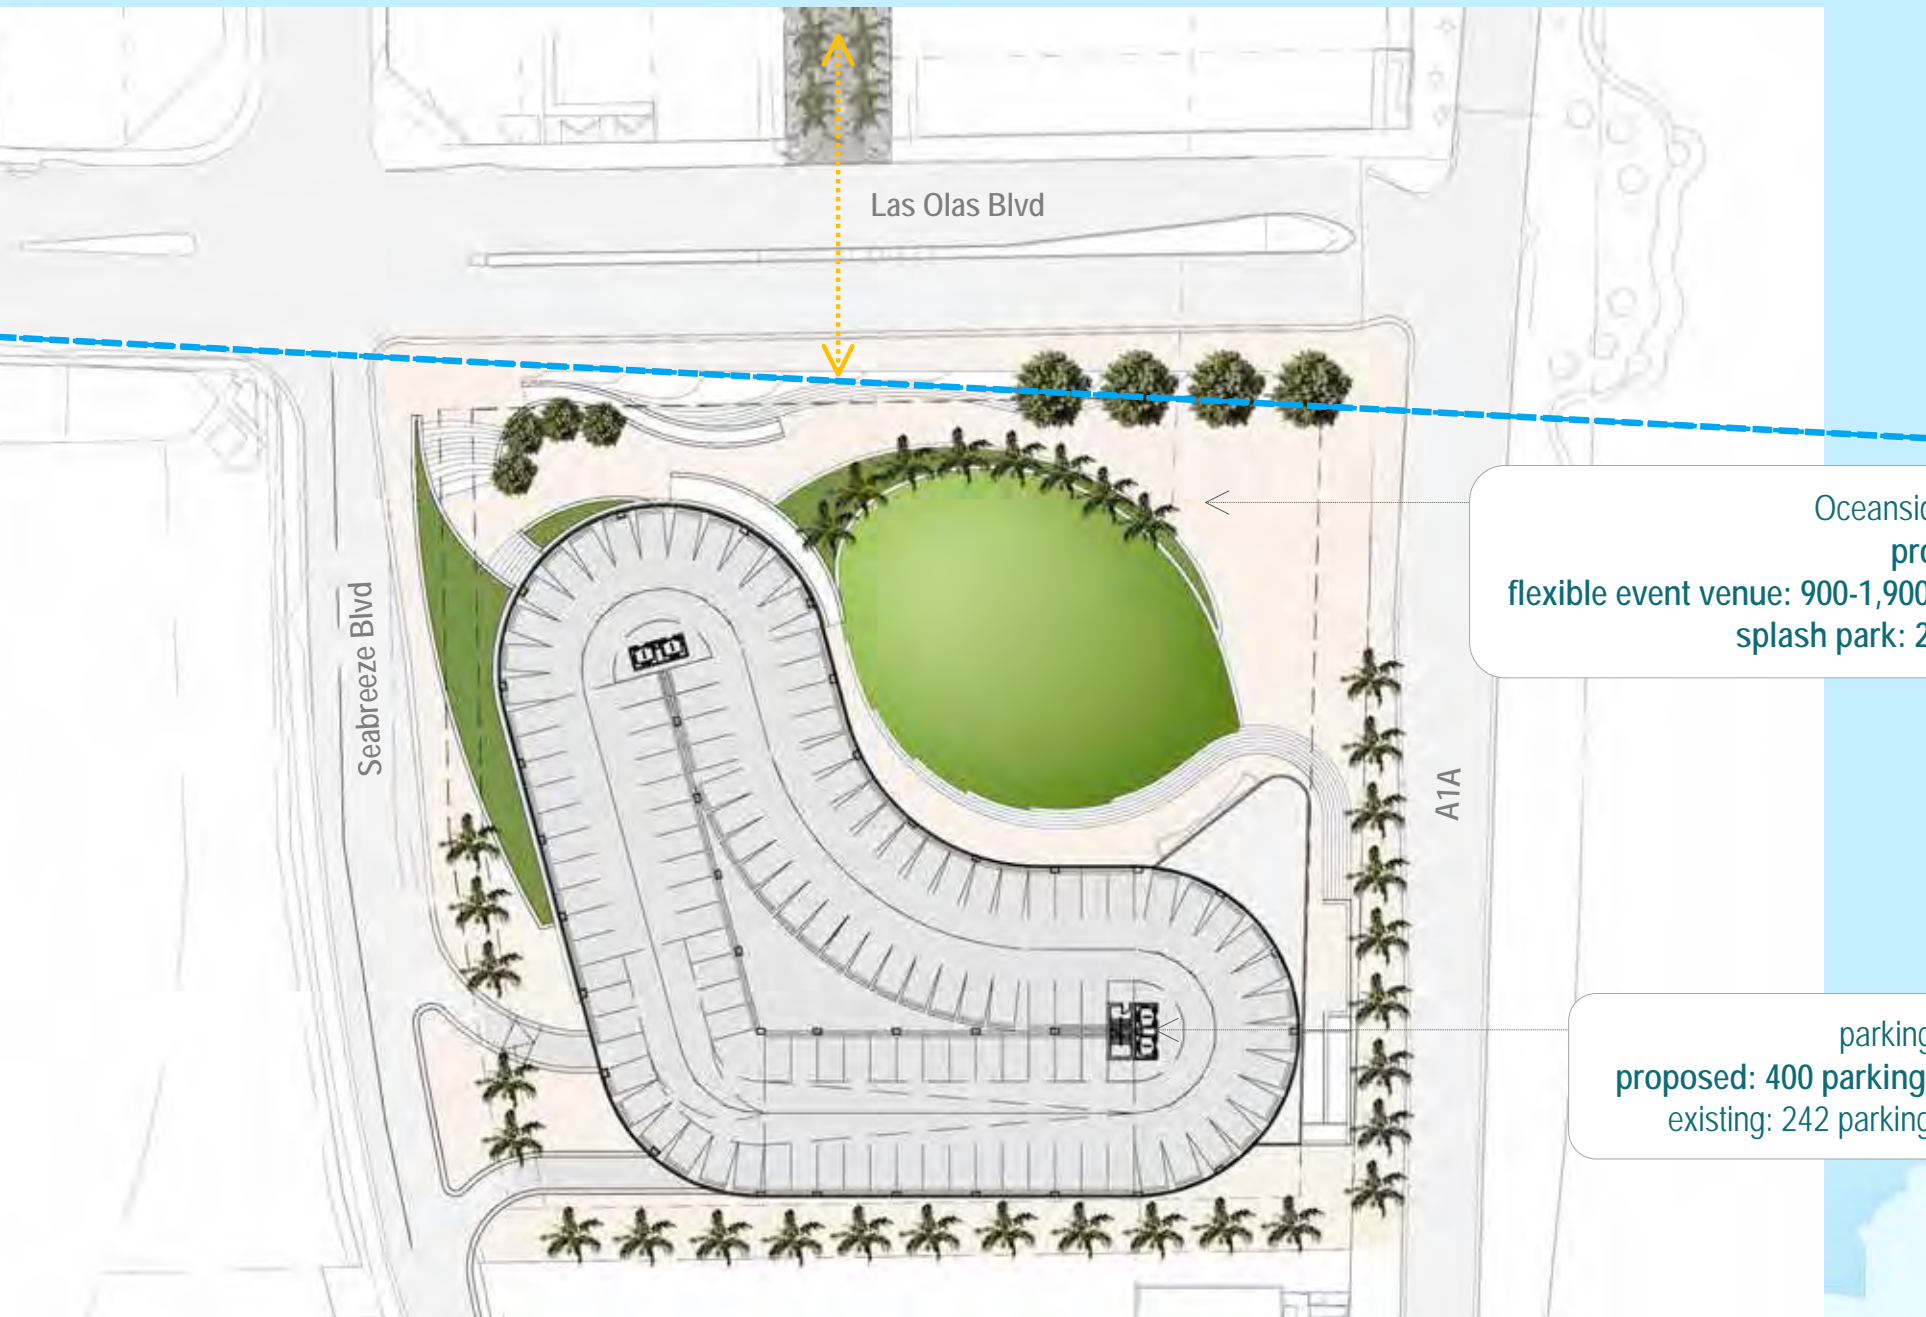 Las Olas Blvd
Seabreeze Blvd
A1A
Oceansid
pro
flexible event venue: 900-1,900
splash park: 2
parking
proposed: 400 parking
existing: 242 parking